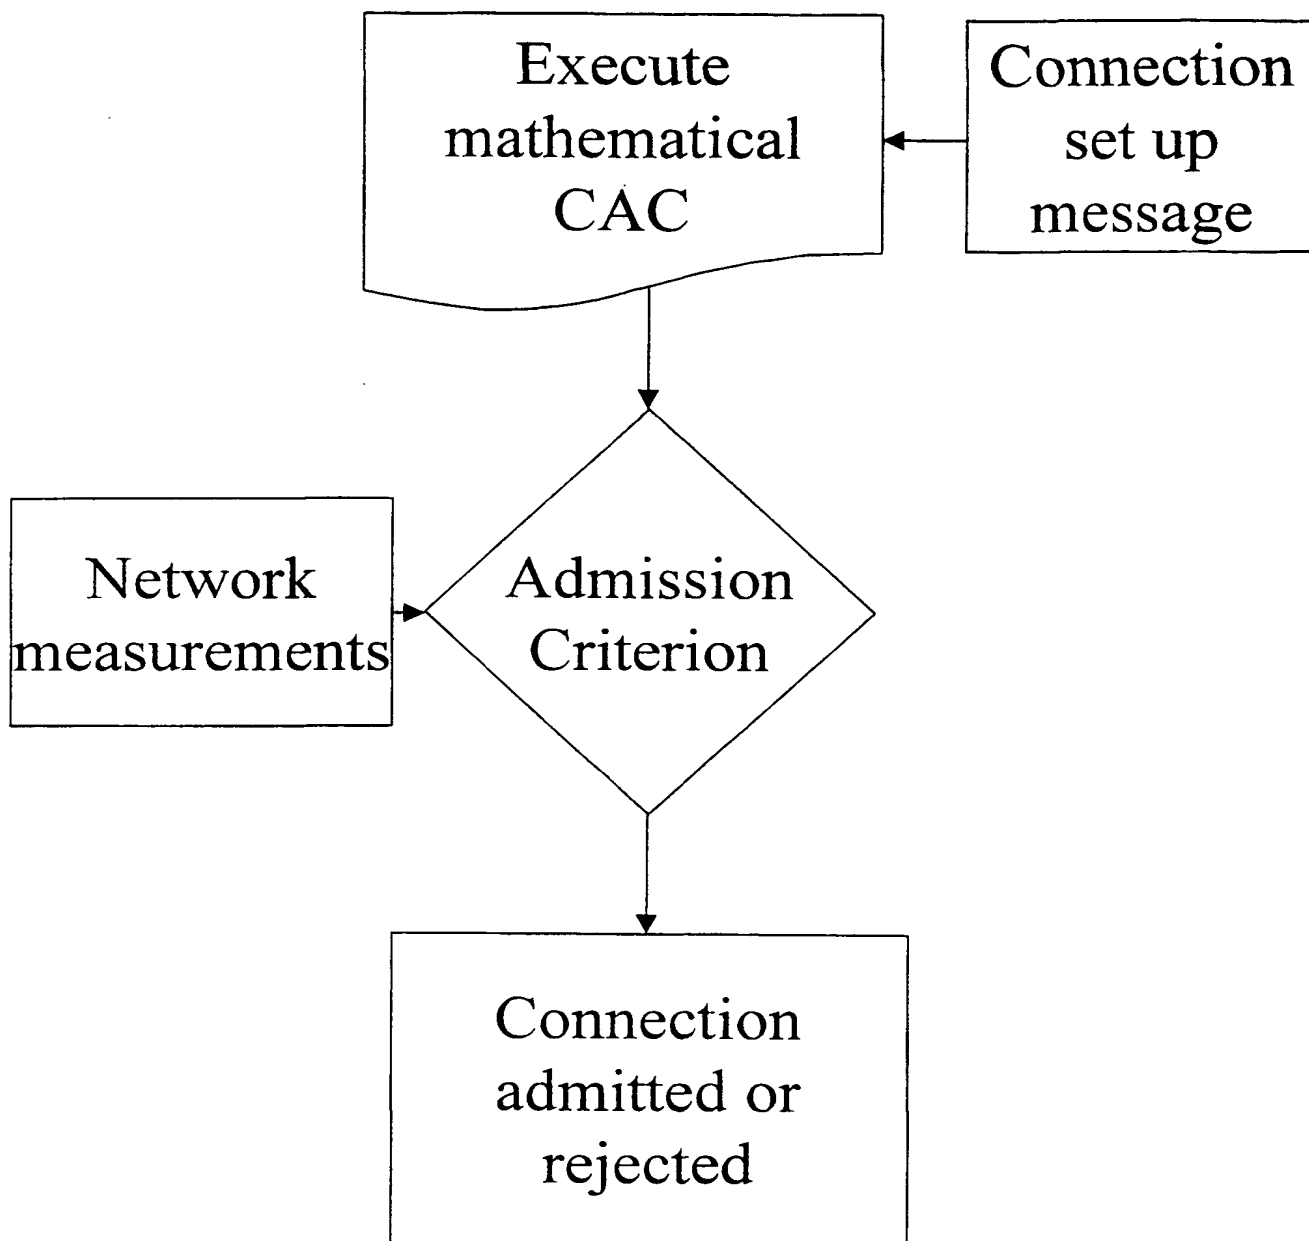 Execute
mathematical
CAC
Connection
set up
message
Network
measurements
Admission
Criterion
Connection
admitted or
rejected